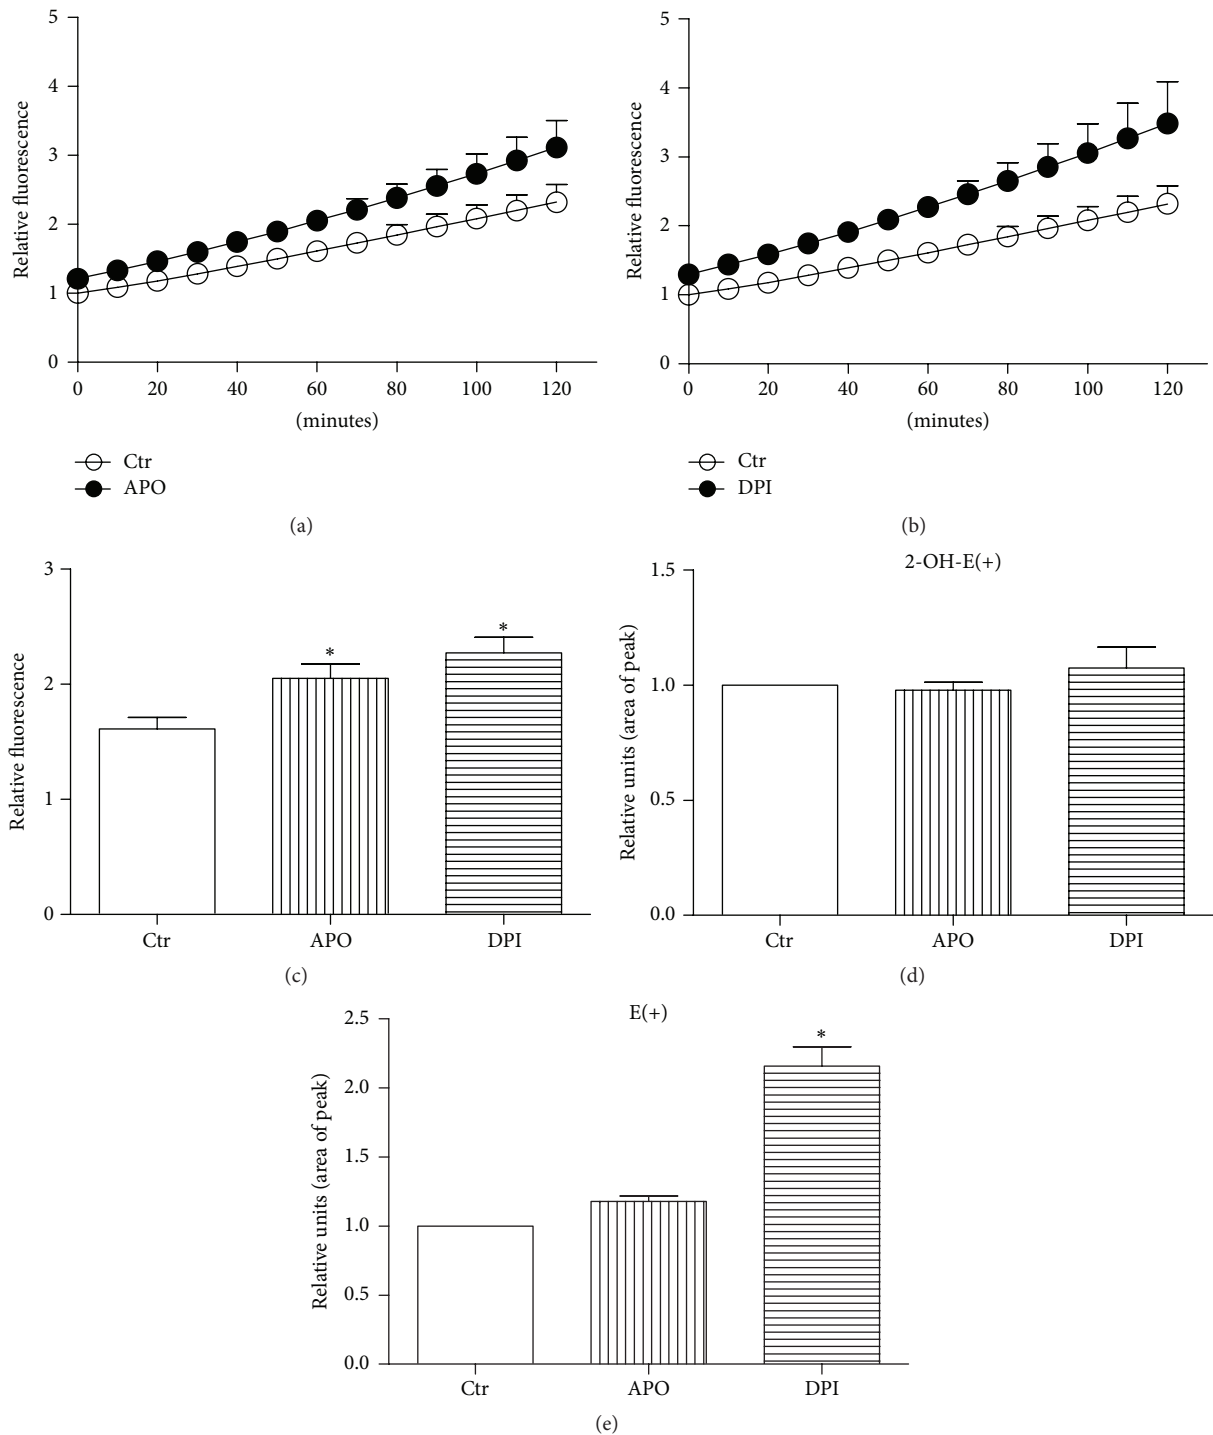 5
4
3
2
1
0
Relative fluorescence
0 20 40 60 80 100 120
(minutes)
Ctr
APO
(a)
5
4
3
2
1
0
Relative fluorescence
0 20 40 60 80 100 120
(minutes)
Ctr
DPI
(b)
3
2
1
0
Relative fluorescence
*
*
Ctr APO DPI
(c)
2-OH-E(+)
1.5
1.0
0.5
0.0
Relative units (area of peak)
Ctr APO DPI
(d)
E(+)
2.5
2.0
1.5
1.0
0.5
0.0
Relative units (area of peak)
*
Ctr APO DPI
(e)